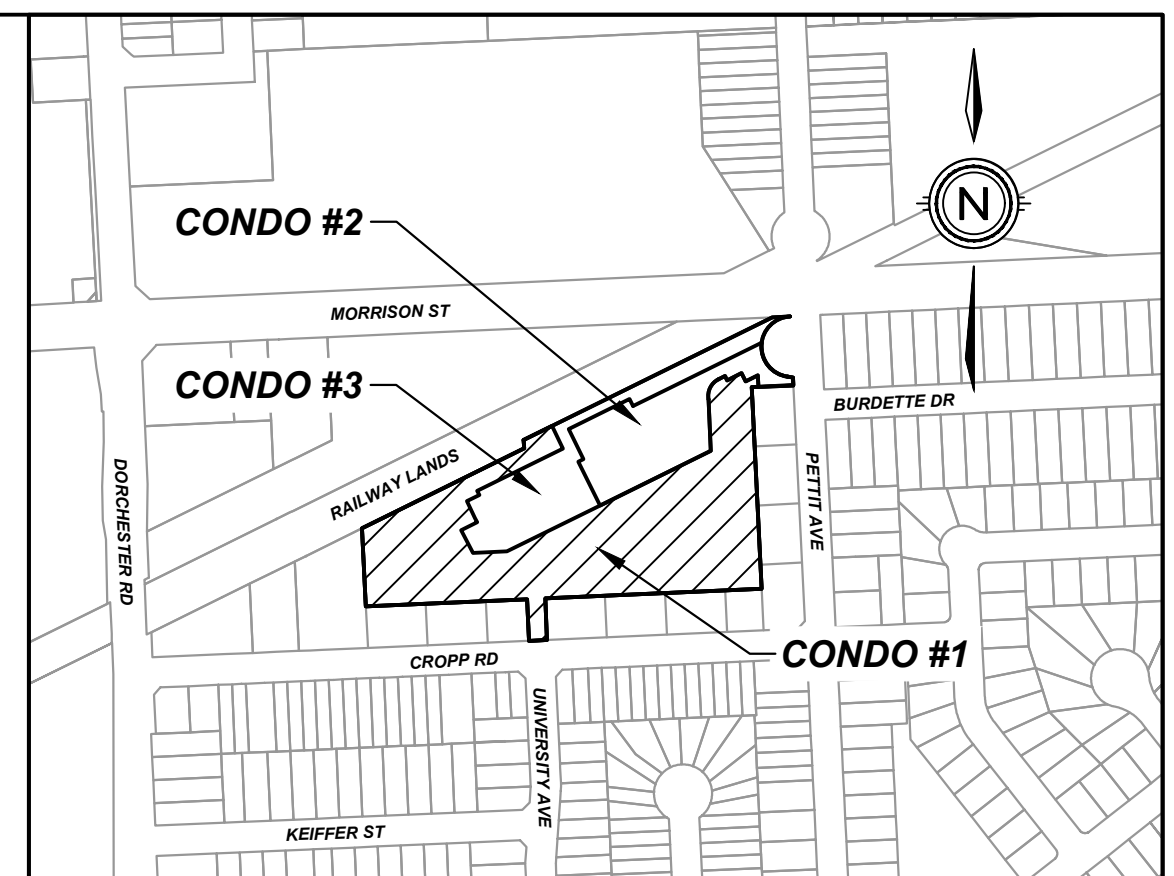 CONDO #2
N
MORRISON ST
CONDO #3
BURDETTE DR
RAILWAY LANDS
DORCHESTER RD
PETTIT AVE
CONDO #1
CROPP RD
UNIVERSITY AVE
KEIFFER ST